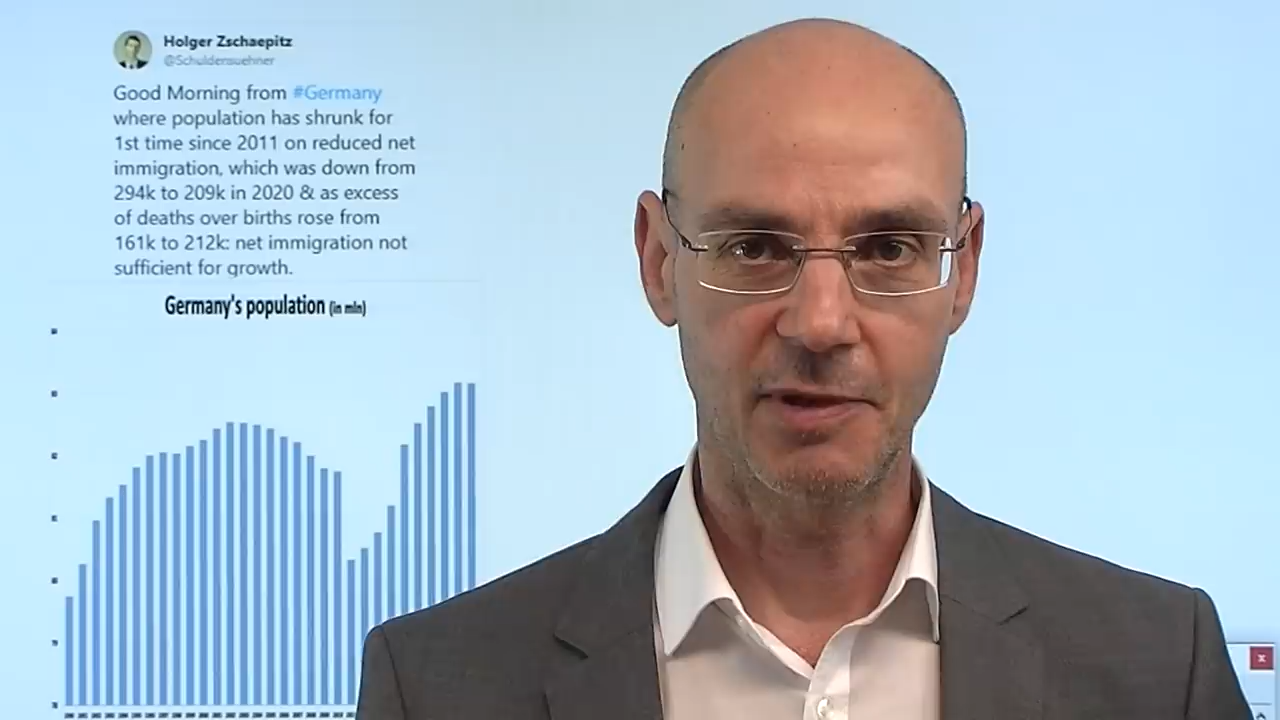 Holger Zschaepitz
@Schuldensuehner
Good Morning from #Germany
where population has shrunk for
1st time since 2011 on reduced net
immigration, which was down from
294k to 209k in 2020 & as excess
of deaths over births rose from
161k to 212k: net immigration not
sufficient for growth.
Germany's population (in mln)
x